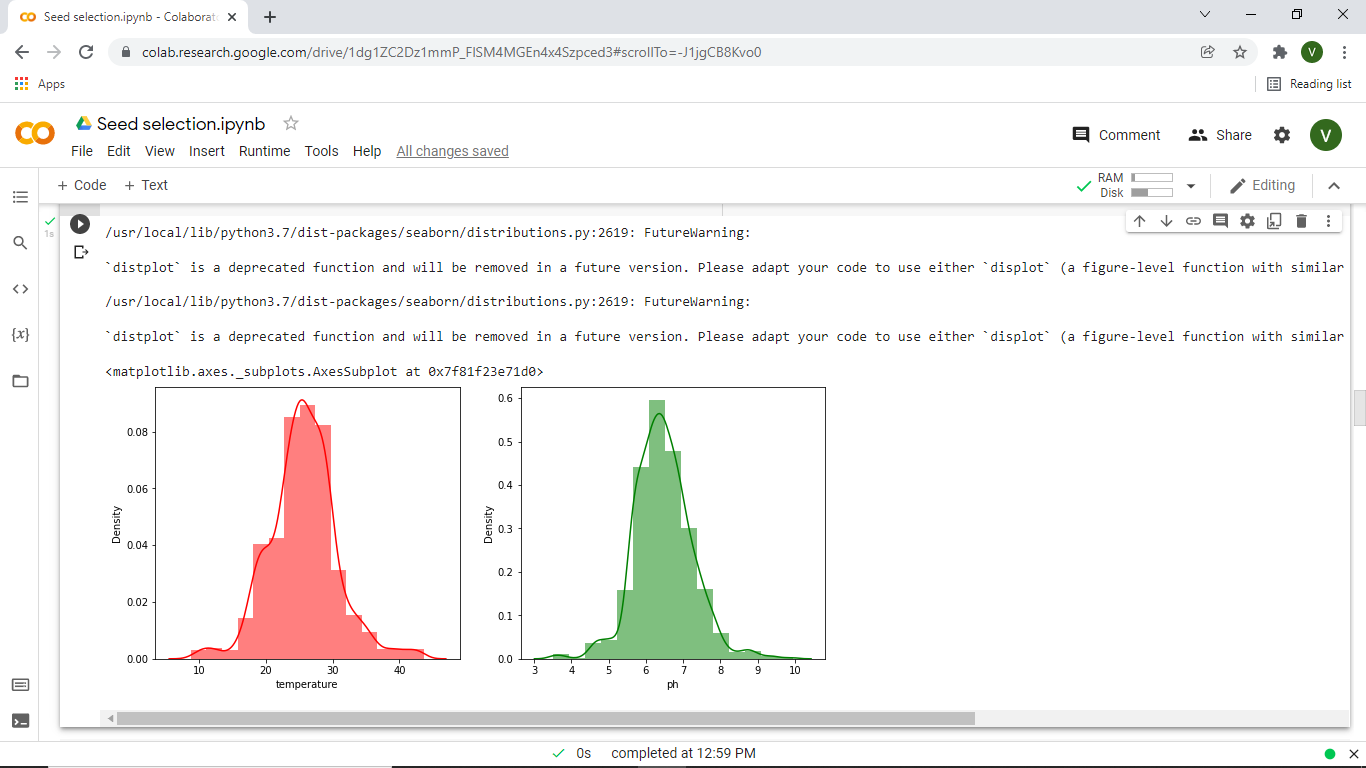 Seed selection.ipynb - Colaborat
colab.research.google.com/drive/1dg1ZC2Dz1mmP_FlSM4MGEn4x4Szpced3#scrollTo=-J1jgCB8Kvo0
V
Apps
Reading list
Seed selection.ipynb
File Edit View Insert Runtime Tools Help All changes saved
Comment Share V
+ Code + Text
RAM
Disk
Editing
1s
{x}
/usr/local/lib/python3.7/dist-packages/seaborn/distributions.py:2619: FutureWarning:
`distplot` is a deprecated function and will be removed in a future version. Please adapt your code to use either `displot` (a figure-level function with similar
/usr/local/lib/python3.7/dist-packages/seaborn/distributions.py:2619: FutureWarning:
`distplot` is a deprecated function and will be removed in a future version. Please adapt your code to use either `displot` (a figure-level function with similar
<matplotlib.axes._subplots.AxesSubplot at 0x7f81f23e71d0>
Density
0.08
0.06
0.04
0.02
0.00
10 20 30 40
temperature
Density
0.6
0.5
0.4
0.3
0.2
0.1
0.0
3 4 5 6 7 8 9 10
ph
0s completed at 12:59 PM